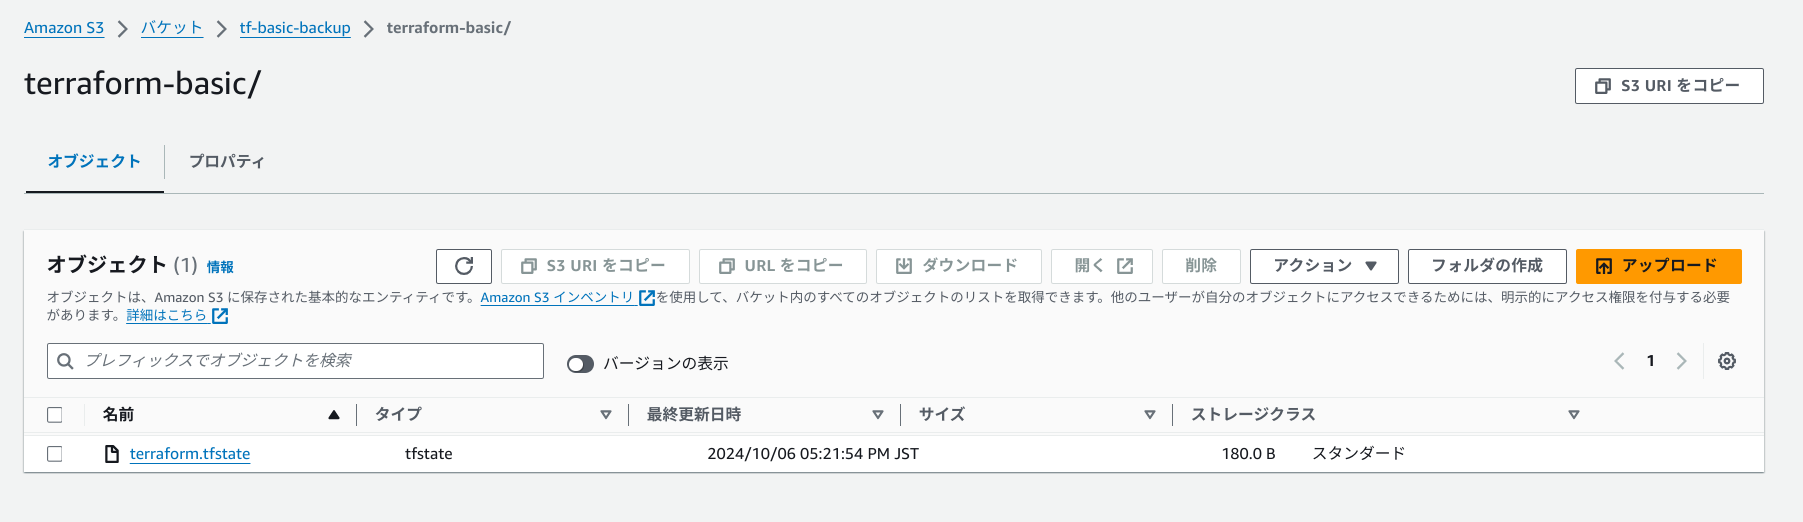 Amazon S3 > バケット > tf-basic-backup > terraform-basic/
terraform-basic/
S3 URI をコピー
オブジェクト
プロパティ
オブジェクト (1) 情報
S3 URI をコピー
URL をコピー
ダウンロード
開く
削除
アクション ▼
フォルダの作成
アップロード
オブジェクトは、Amazon S3 に保存された基本的なエンティティです。Amazon S3 インベントリ を使用して、バケット内のすべてのオブジェクトのリストを取得できます。他のユーザーが自分のオブジェクトにアクセスできるためには、明示的にアクセス権限を付与する必要
があります。詳細はこちら
プレフィックスでオブジェクトを検索
バージョンの表示
1
名前 タイプ 最終更新日時 サイズ ストレージクラス
terraform.tfstate tfstate 2024/10/06 05:21:54 PM JST 180.0 B スタンダード